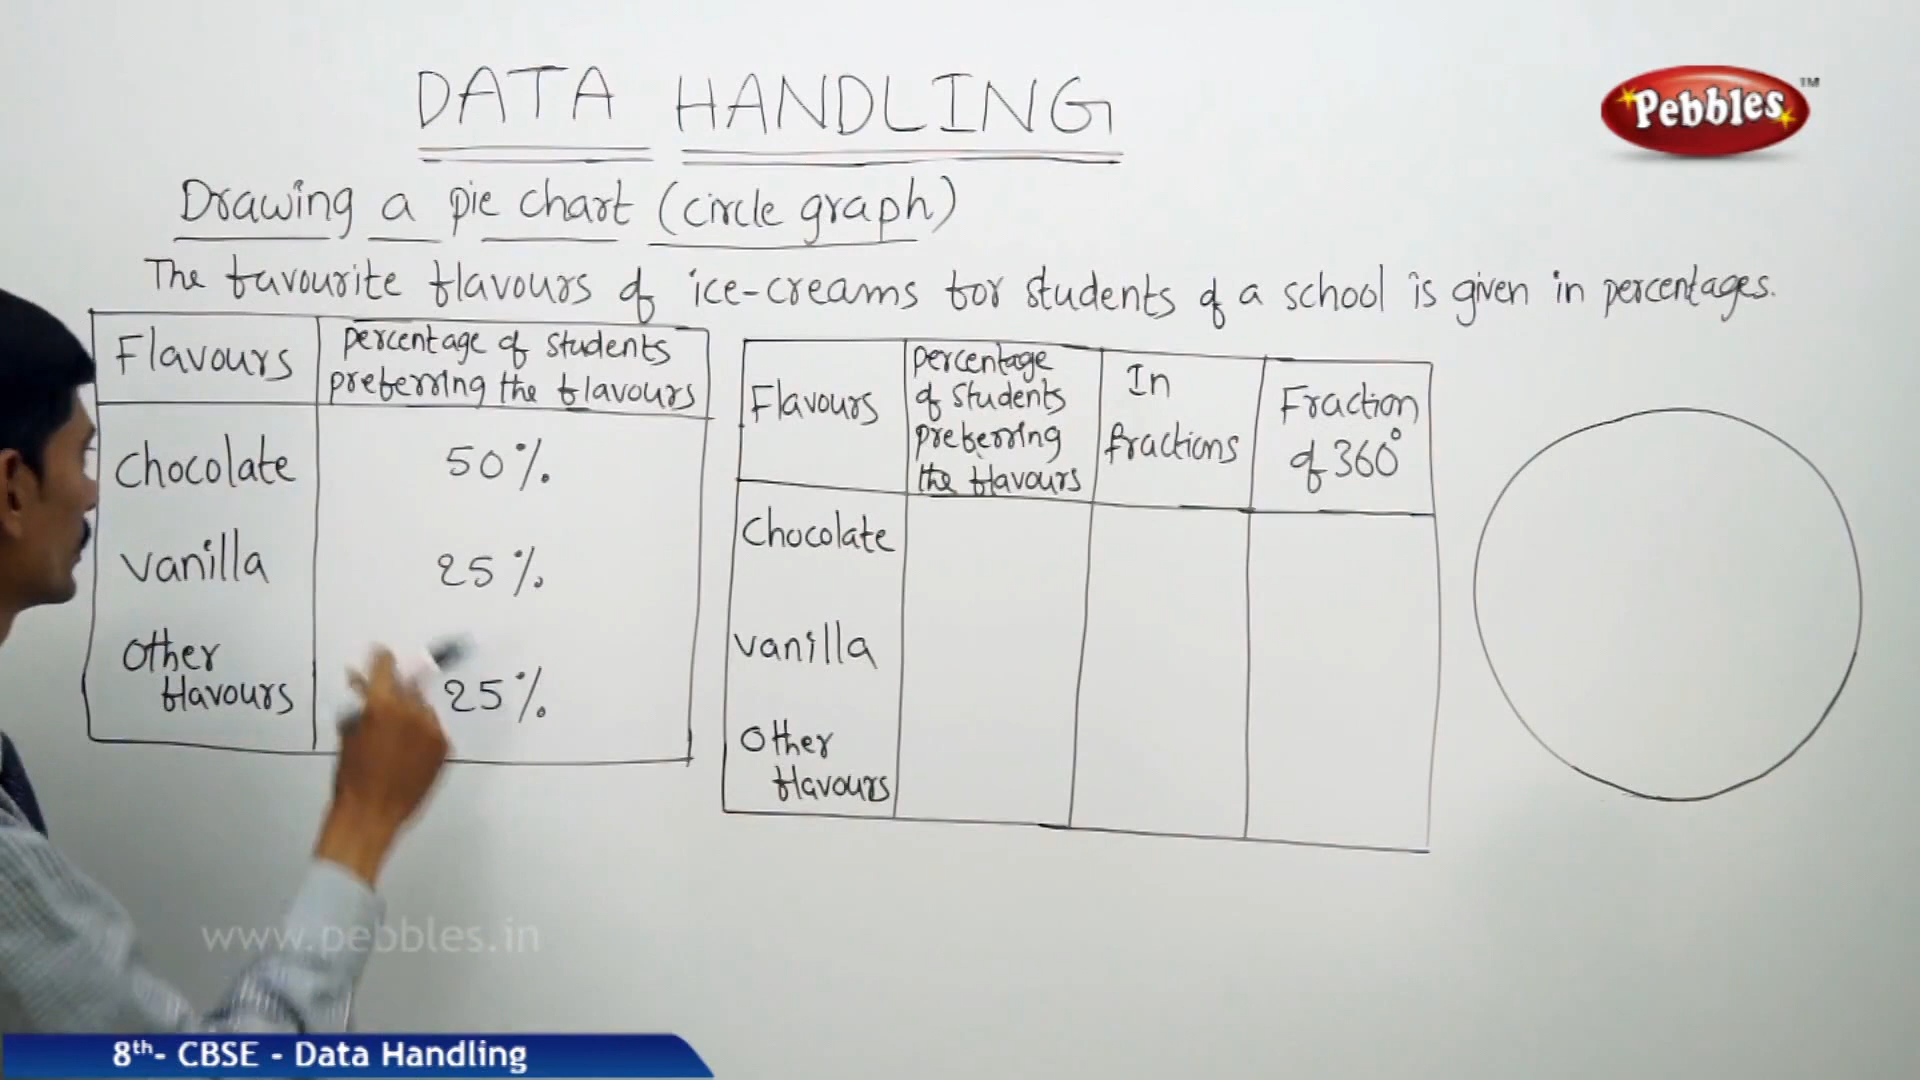 DATA HANDLING
Pebbles™
Drawing a pie chart (circle graph)
The favourite flavours of ice-creams for students of a school is given in percentages.
Flavours
percentage of students
preferring the flavours
chocolate
50%
vanilla
25%
Other
flavours
25%
Flavours
percentage
of students
preferring
the flavours
In
fractions
Fraction
of 360°
chocolate
vanilla
Other
flavours
www.pebbles.in
8th- CBSE - Data Handling